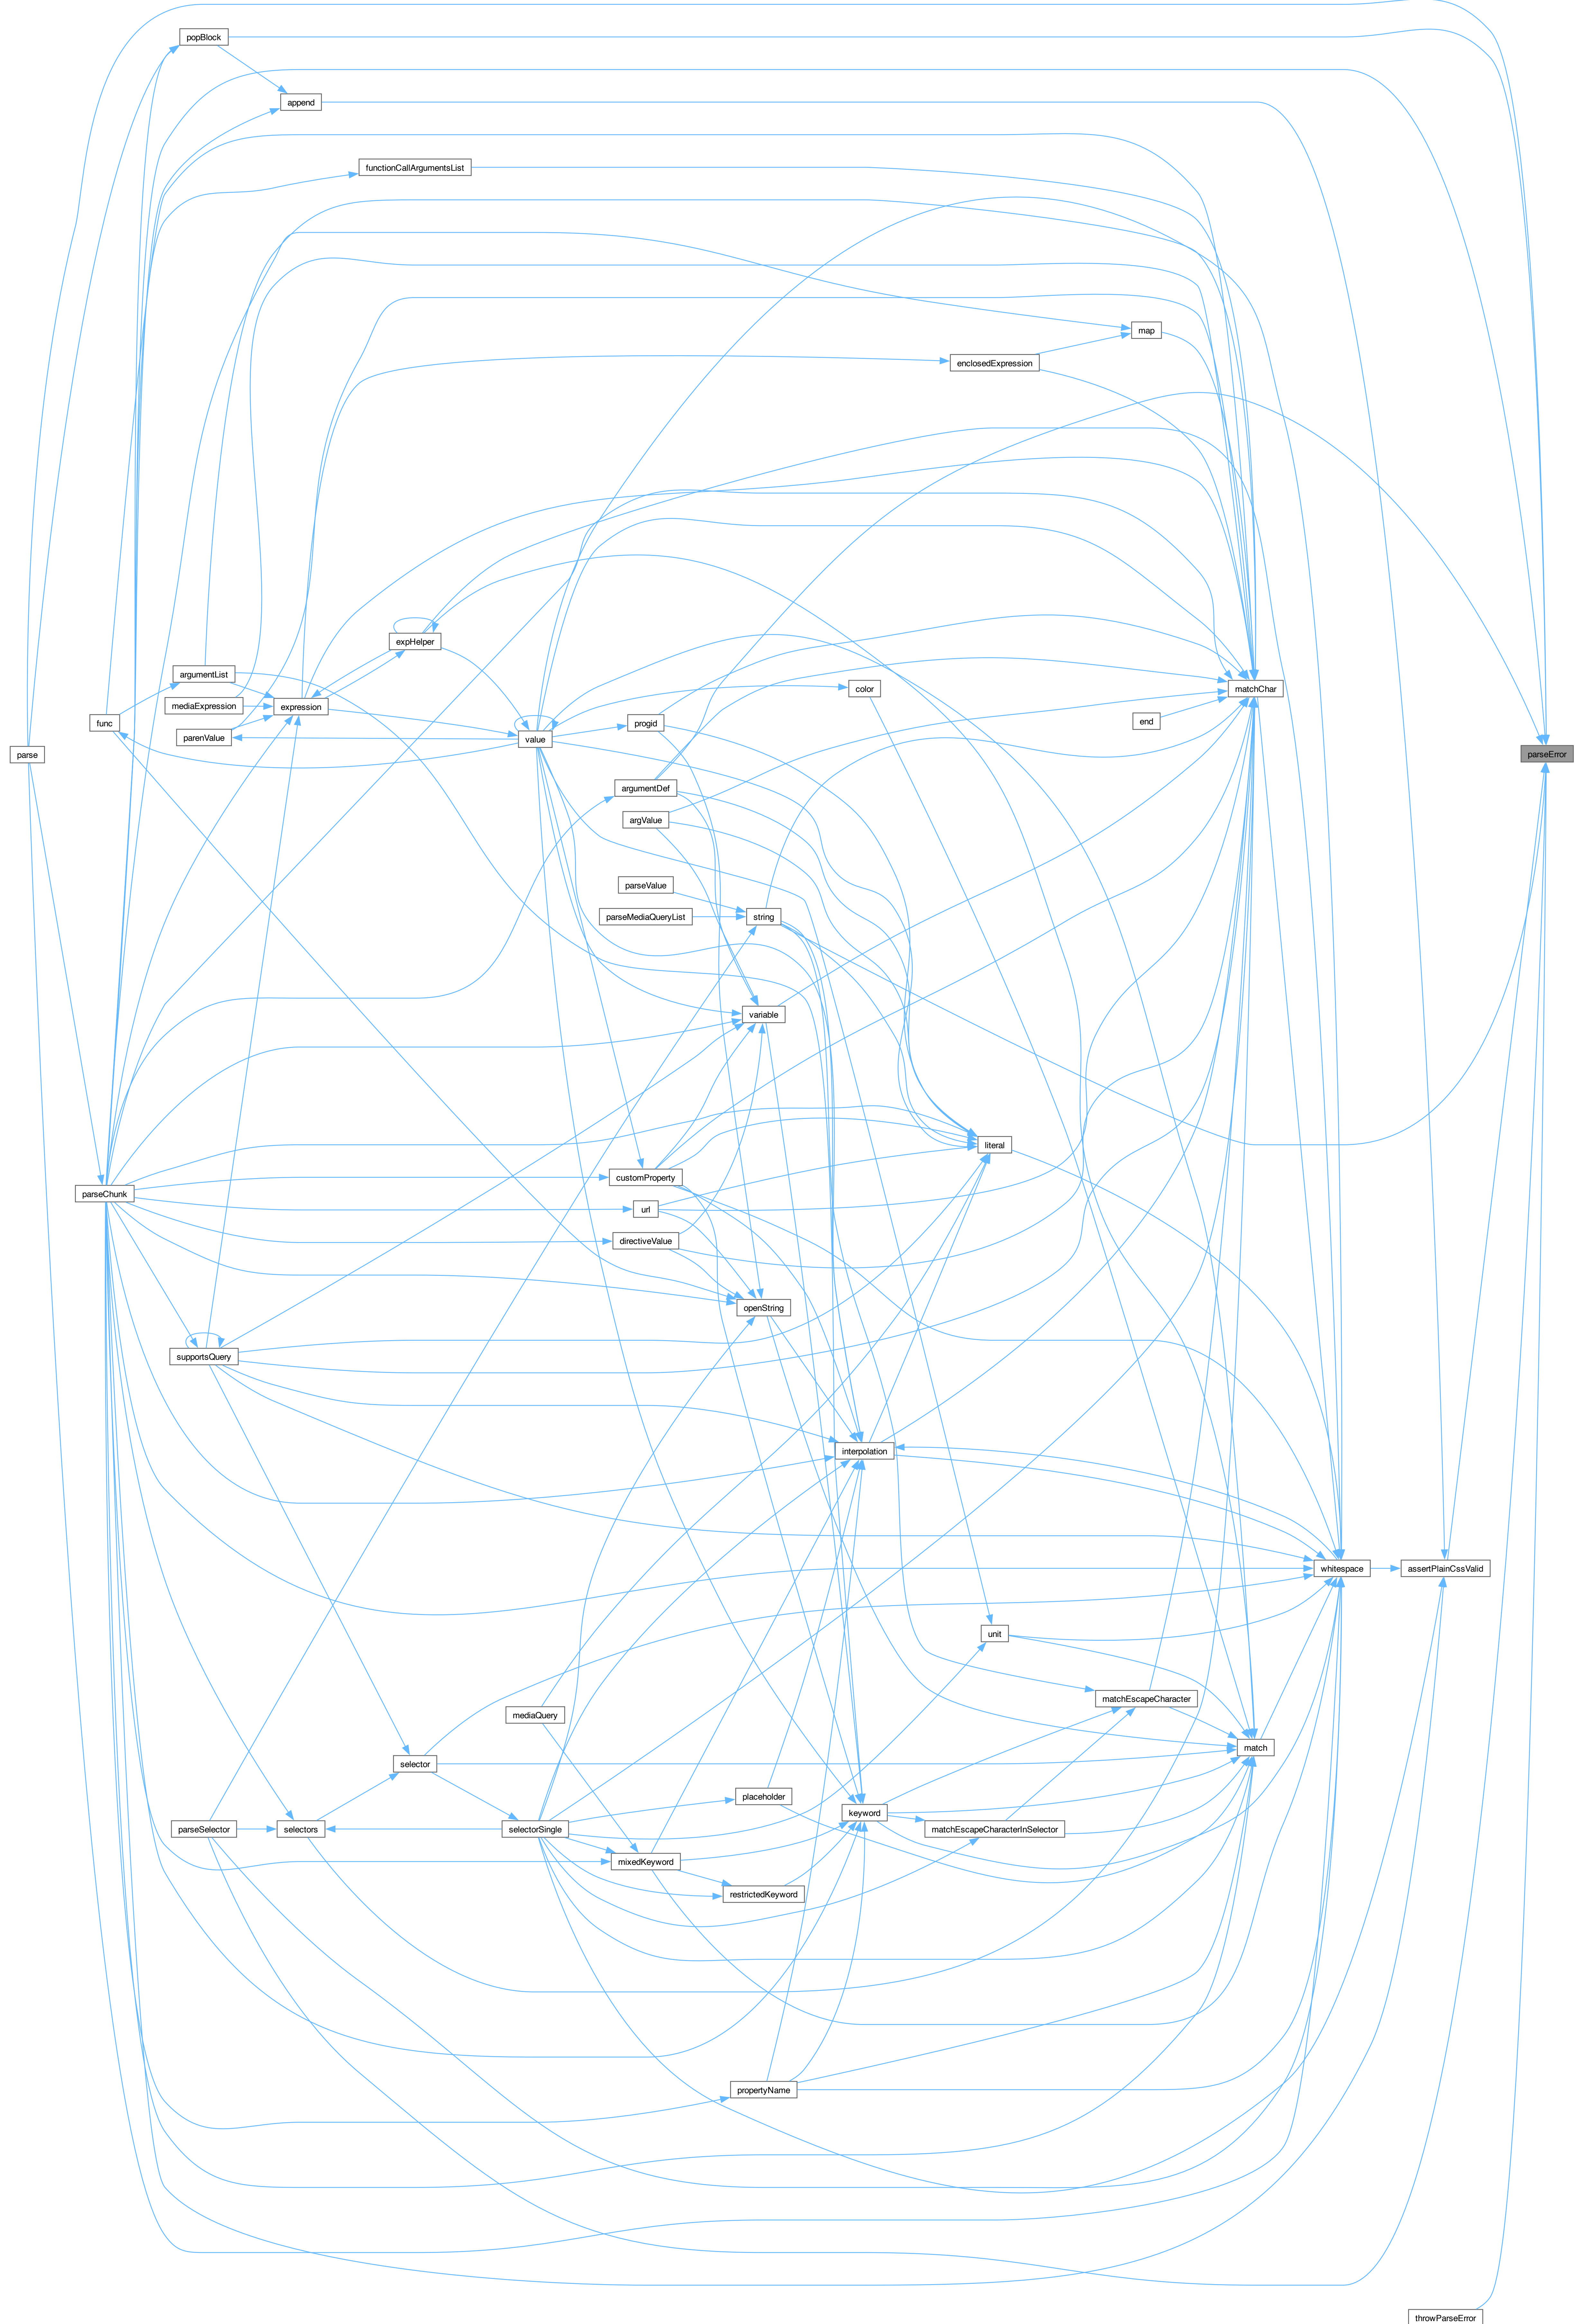 popBlock
append
functionCallArgumentsList
map
enclosedExpression
expHelper
argumentList
color
matchChar
mediaExpression
expression
end
func
progid
parenValue
value
parse
parseError
argumentDef
argValue
parseValue
parseMediaQueryList
string
variable
literal
customProperty
parseChunk
url
directiveValue
openString
supportsQuery
interpolation
whitespace
assertPlainCssValid
unit
matchEscapeCharacter
mediaQuery
match
selector
placeholder
keyword
parseSelector
selectors
selectorSingle
matchEscapeCharacterInSelector
mixedKeyword
restrictedKeyword
propertyName
throwParseError